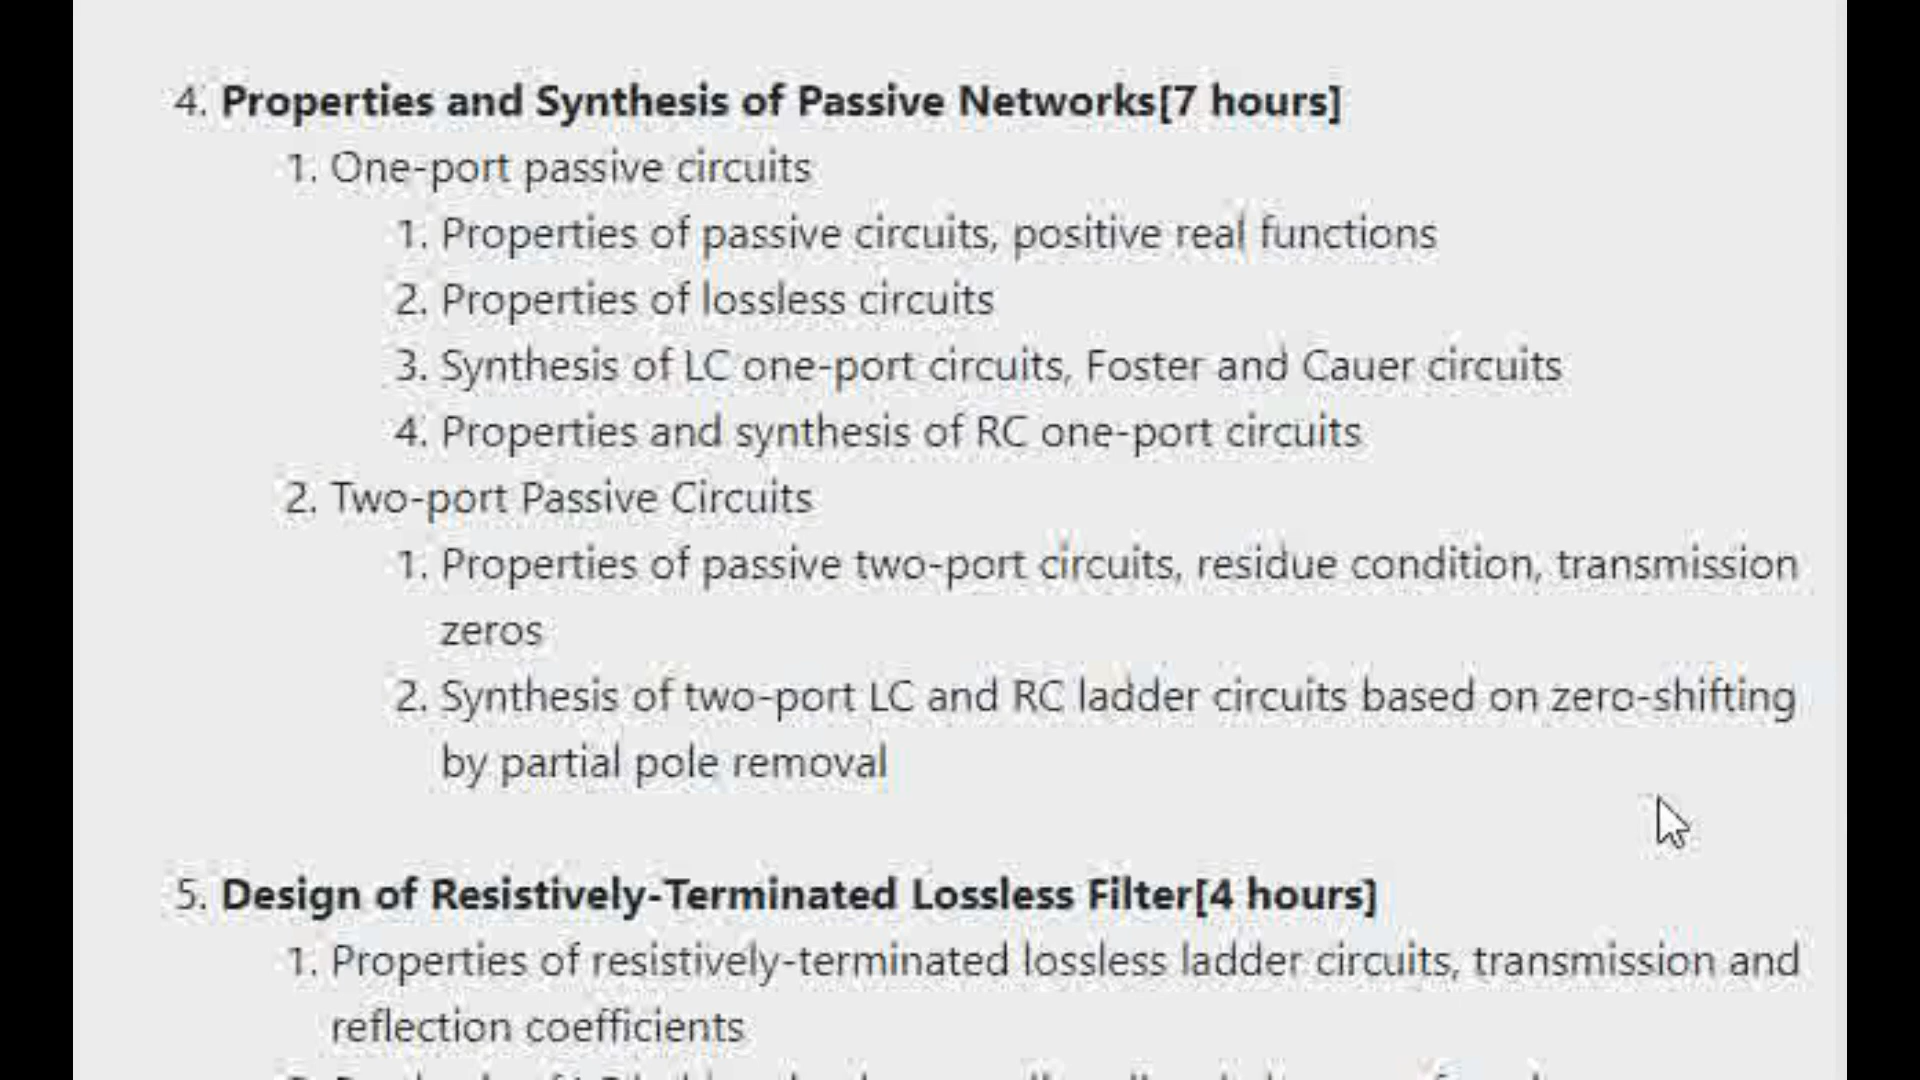 4. Properties and Synthesis of Passive Networks[7 hours]
1. One-port passive circuits
1. Properties of passive circuits, positive real functions
2. Properties of lossless circuits
3. Synthesis of LC one-port circuits, Foster and Cauer circuits
4. Properties and synthesis of RC one-port circuits
2. Two-port Passive Circuits
1. Properties of passive two-port circuits, residue condition, transmission
zeros
2. Synthesis of two-port LC and RC ladder circuits based on zero-shifting
by partial pole removal
5. Design of Resistively-Terminated Lossless Filter[4 hours]
1. Properties of resistively-terminated lossless ladder circuits, transmission and
reflection coefficients